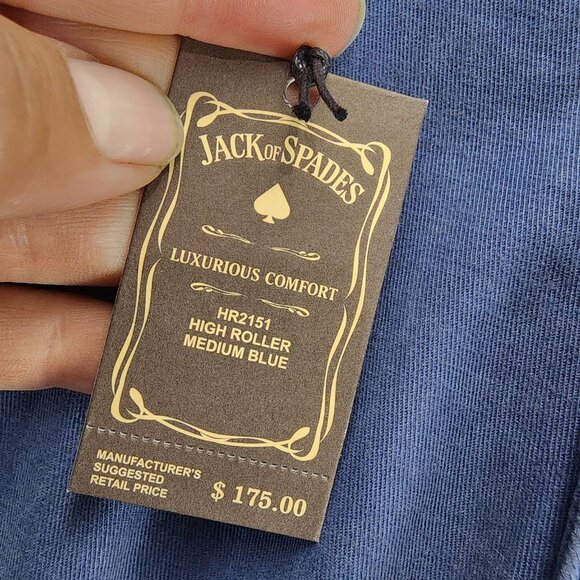 JACK OF SPADES
LUXURIOUS COMFORT
HR2151
HIGH ROLLER
MEDIUM BLUE
MANUFACTURER'S
SUGGESTED
RETAIL PRICE
$ 175.00